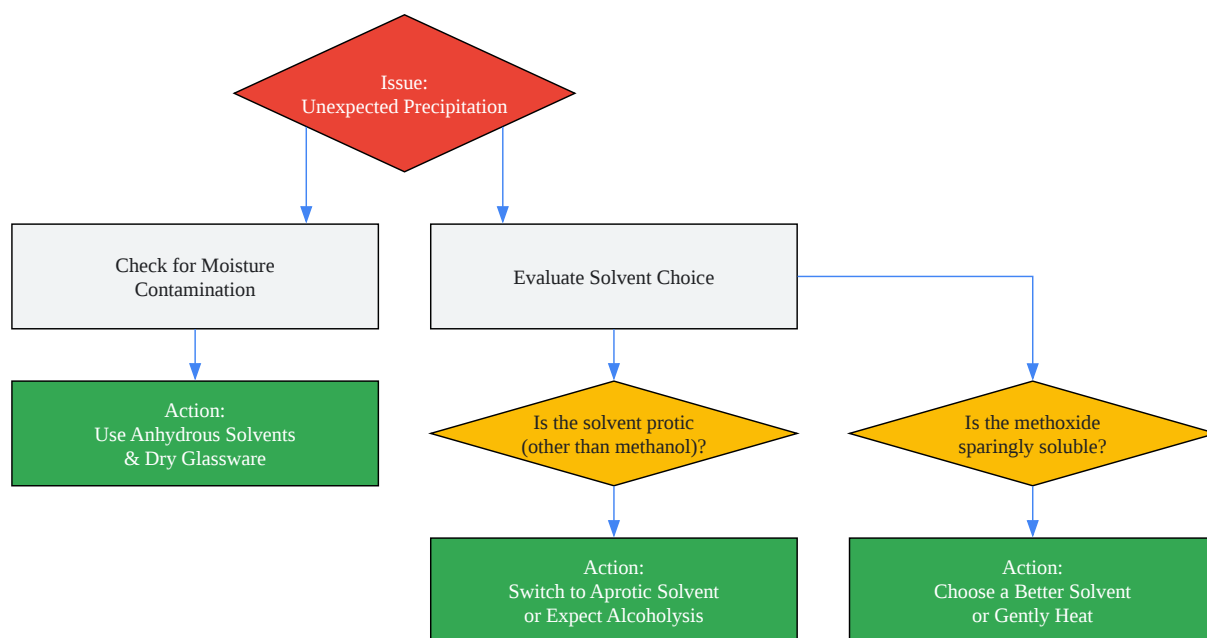 Issue:
Unexpected Precipitation
Check for Moisture
Contamination
Evaluate Solvent Choice
Action:
Use Anhydrous Solvents
& Dry Glassware
Is the solvent protic
(other than methanol)?
Is the methoxide
sparingly soluble?
Action:
Switch to Aprotic Solvent
or Expect Alcoholysis
Action:
Choose a Better Solvent
or Gently Heat